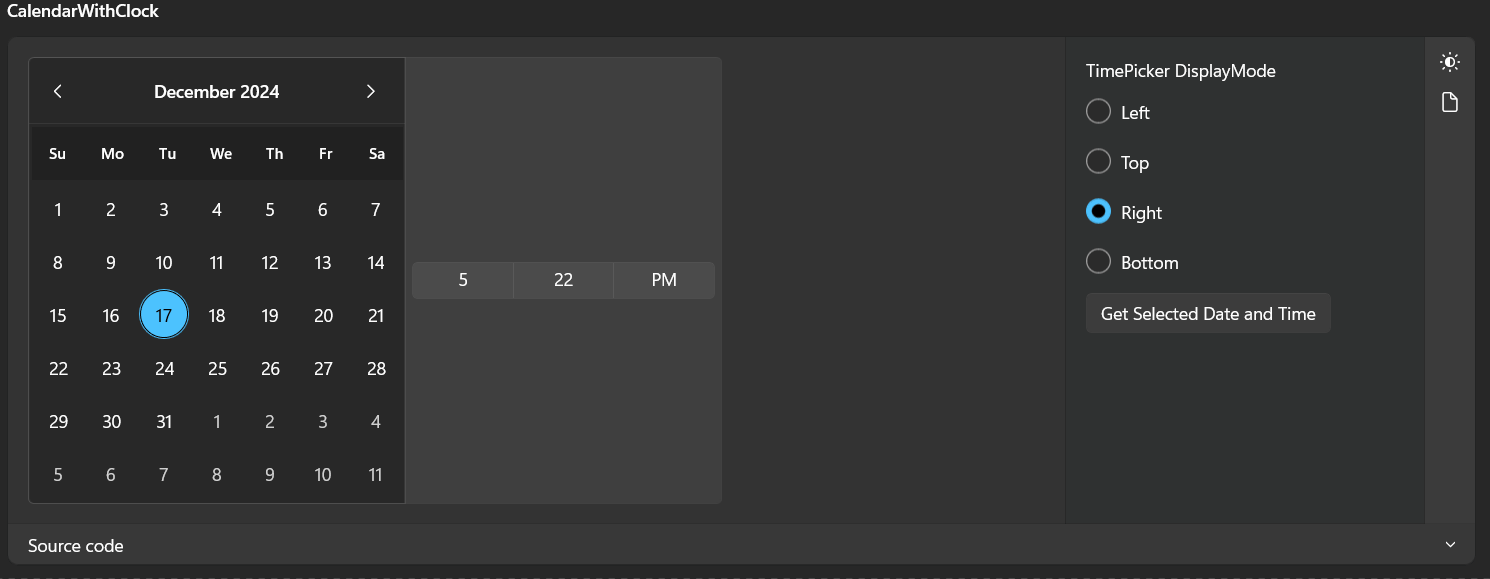 CalendarWithClock
December 2024
Su Mo Tu We Th Fr Sa
1 2 3 4 5 6 7
8 9 10 11 12 13 14
15 16 17 18 19 20 21
22 23 24 25 26 27 28
29 30 31 1 2 3 4
5 6 7 8 9 10 11
5 22 PM
TimePicker DisplayMode
Left
Top
Right
Bottom
Get Selected Date and Time
Source code